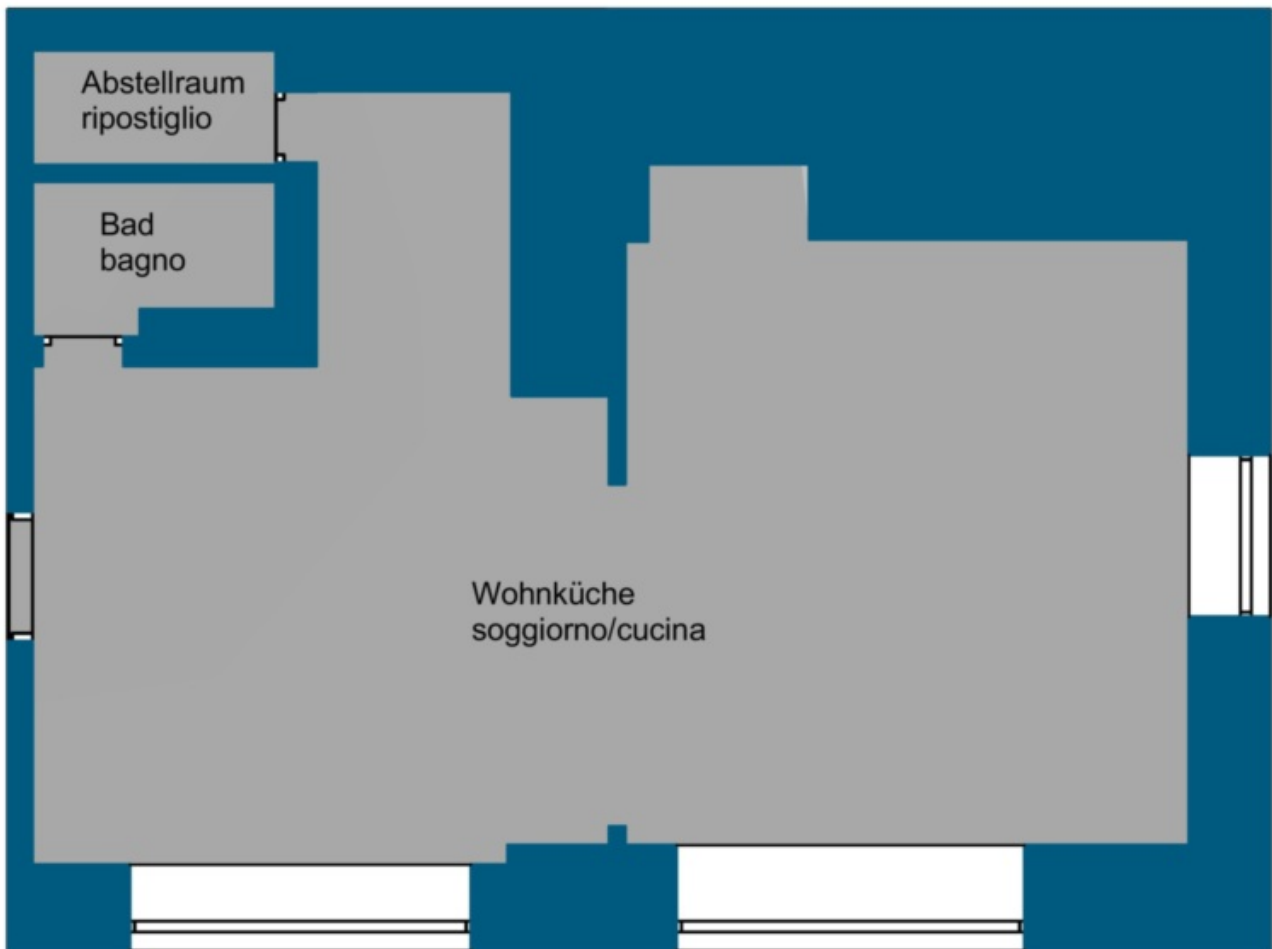 Abstellraum
ripostiglio
Bad
bagno
Wohnküche
soggiorno/cucina